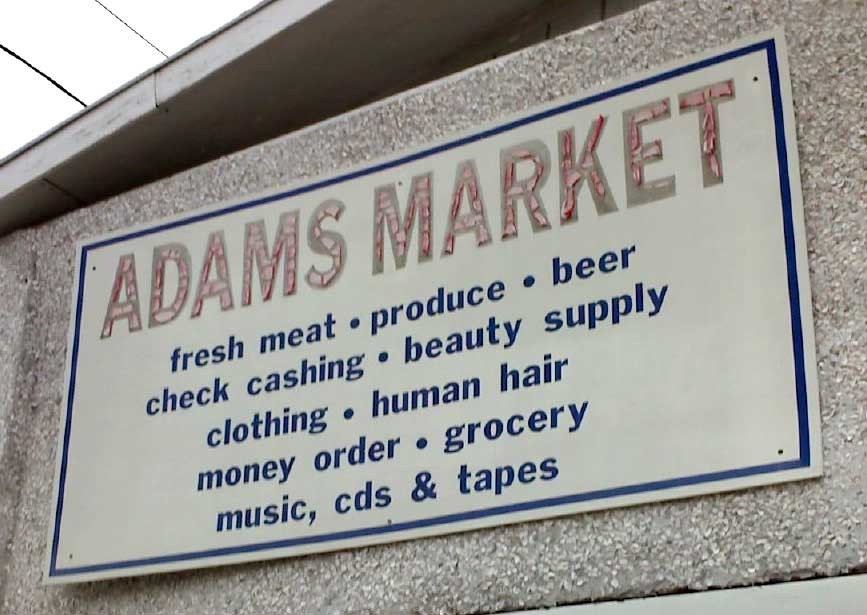 ADAMS MARKET
fresh meat • produce • beer
check cashing • beauty supply
clothing • human hair
money order • grocery
music, cds & tapes